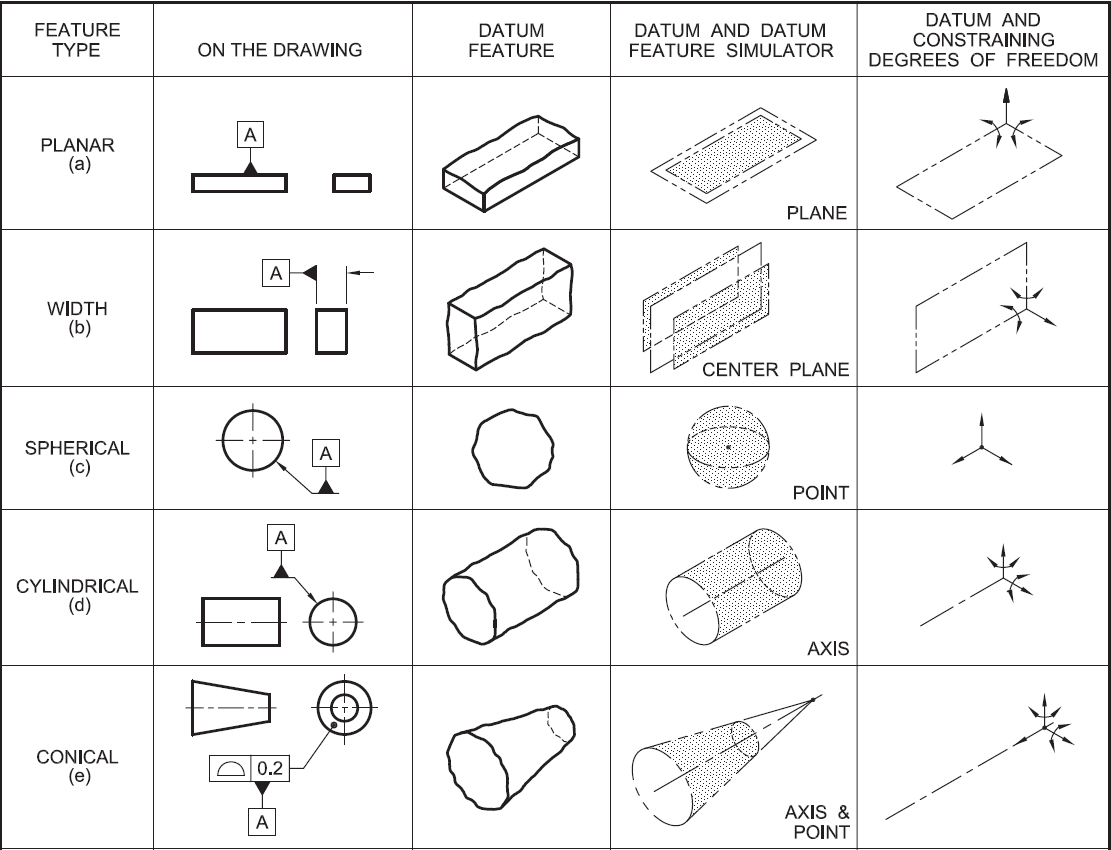 FEATURE
TYPE
ON THE DRAWING
DATUM
FEATURE
DATUM AND DATUM
FEATURE SIMULATOR
DATUM AND
CONSTRAINING
DEGREES OF FREEDOM
PLANAR
(a)
A
PLANE
WIDTH
(b)
A
CENTER PLANE
SPHERICAL
(c)
A
POINT
CYLINDRICAL
(d)
A
AXIS
CONICAL
(e)
0.2
A
AXIS &
POINT